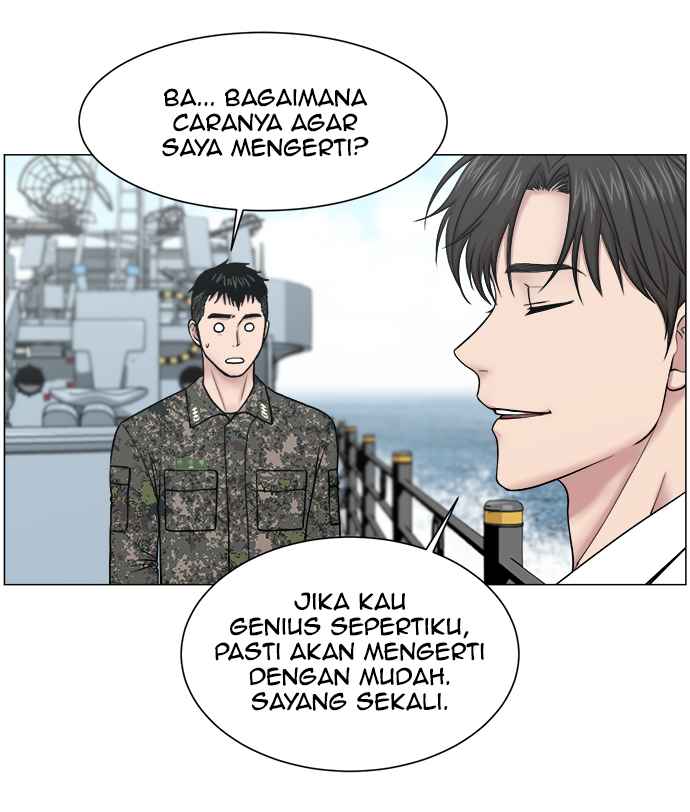 BA... BAGAIMANA
CARANYA AGAR
SAYA MENGERTI?
JIKA KAU
GENIUS SEPERTIKU,
PASTI AKAN MENGERTI
DENGAN MUDAH.
SAYANG SEKALI.